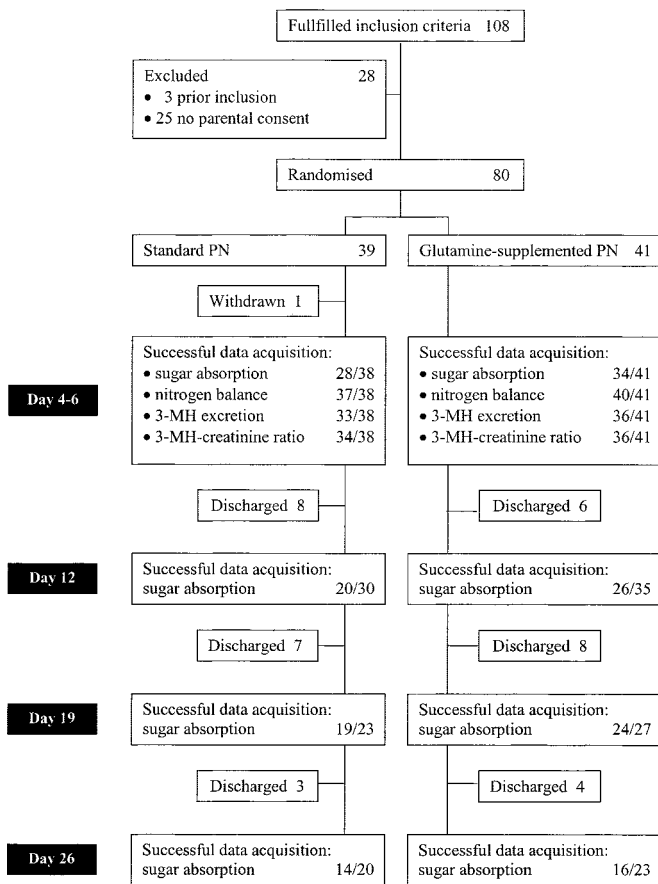 Fullfilled inclusion criteria 108
Excluded 28
• 3 prior inclusion
• 25 no parental consent
Randomised 80
Standard PN 39
Glutamine-supplemented PN 41
Withdrawn 1
Day 4-6
Successful data acquisition:
• sugar absorption 28/38
• nitrogen balance 37/38
• 3-MH excretion 33/38
• 3-MH-creatinine ratio 34/38
Successful data acquisition:
• sugar absorption 34/41
• nitrogen balance 40/41
• 3-MH excretion 36/41
• 3-MH-creatinine ratio 36/41
Discharged 8
Discharged 6
Day 12
Successful data acquisition:
sugar absorption 20/30
Successful data acquisition:
sugar absorption 26/35
Discharged 7
Discharged 8
Day 19
Successful data acquisition:
sugar absorption 19/23
Successful data acquisition:
sugar absorption 24/27
Discharged 3
Discharged 4
Day 26
Successful data acquisition:
sugar absorption 14/20
Successful data acquisition:
sugar absorption 16/23